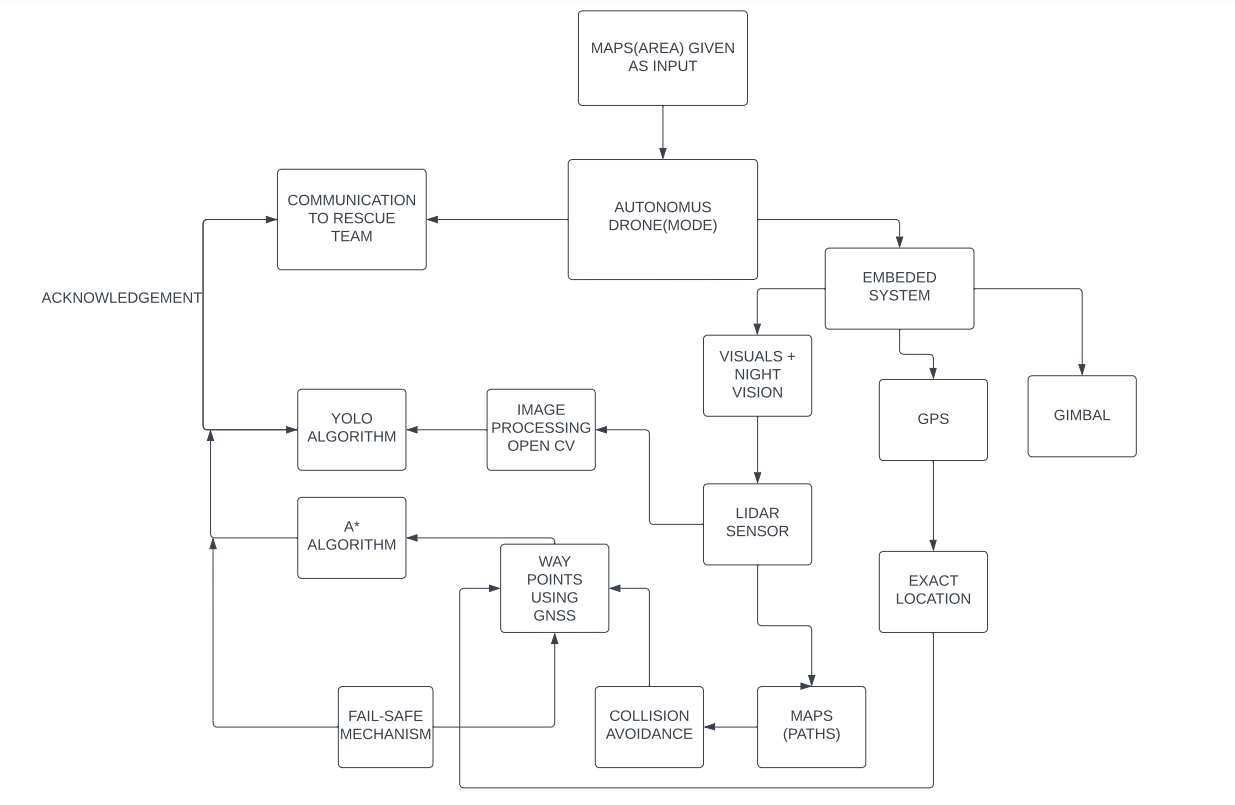 MAPS(AREA) GIVEN
AS INPUT
COMMUNICATION
TO RESCUE
TEAM
AUTONOMUS
DRONE(MODE)
EMBEDED
SYSTEM
ACKNOWLEDGEMENT
VISUALS +
NIGHT
VISION
GPS
GIMBAL
YOLO
ALGORITHM
IMAGE
PROCESSING
OPEN CV
LIDAR
SENSOR
A*
ALGORITHM
WAY
POINTS
USING
GNSS
EXACT
LOCATION
FAIL-SAFE
MECHANISM
COLLISION
AVOIDANCE
MAPS
(PATHS)